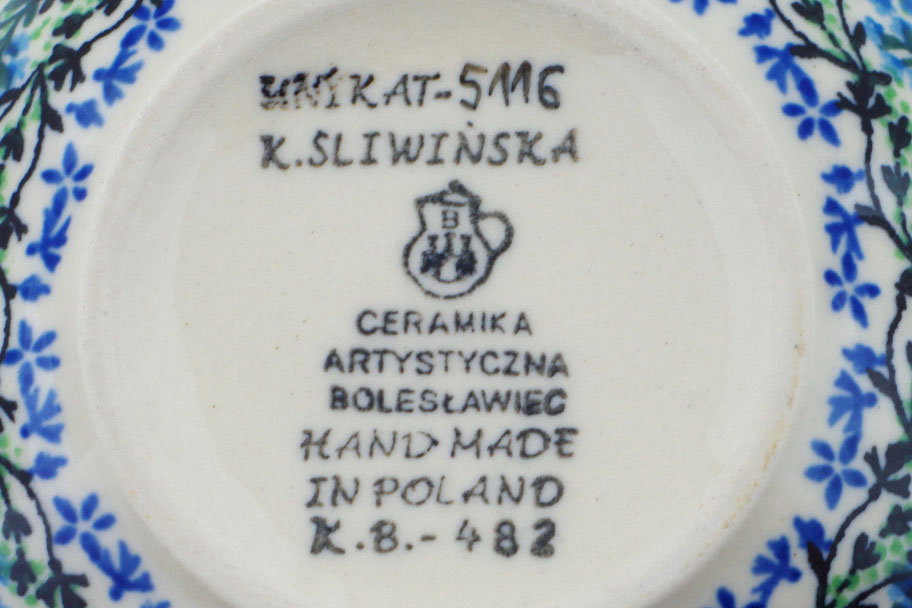 UNIKAT-5116
K.SLIWIŃSKA
B
CERAMIKA
ARTYSTYCZNA
BOLESŁAWIEC
HAND MADE
IN POLAND
K.B.-482